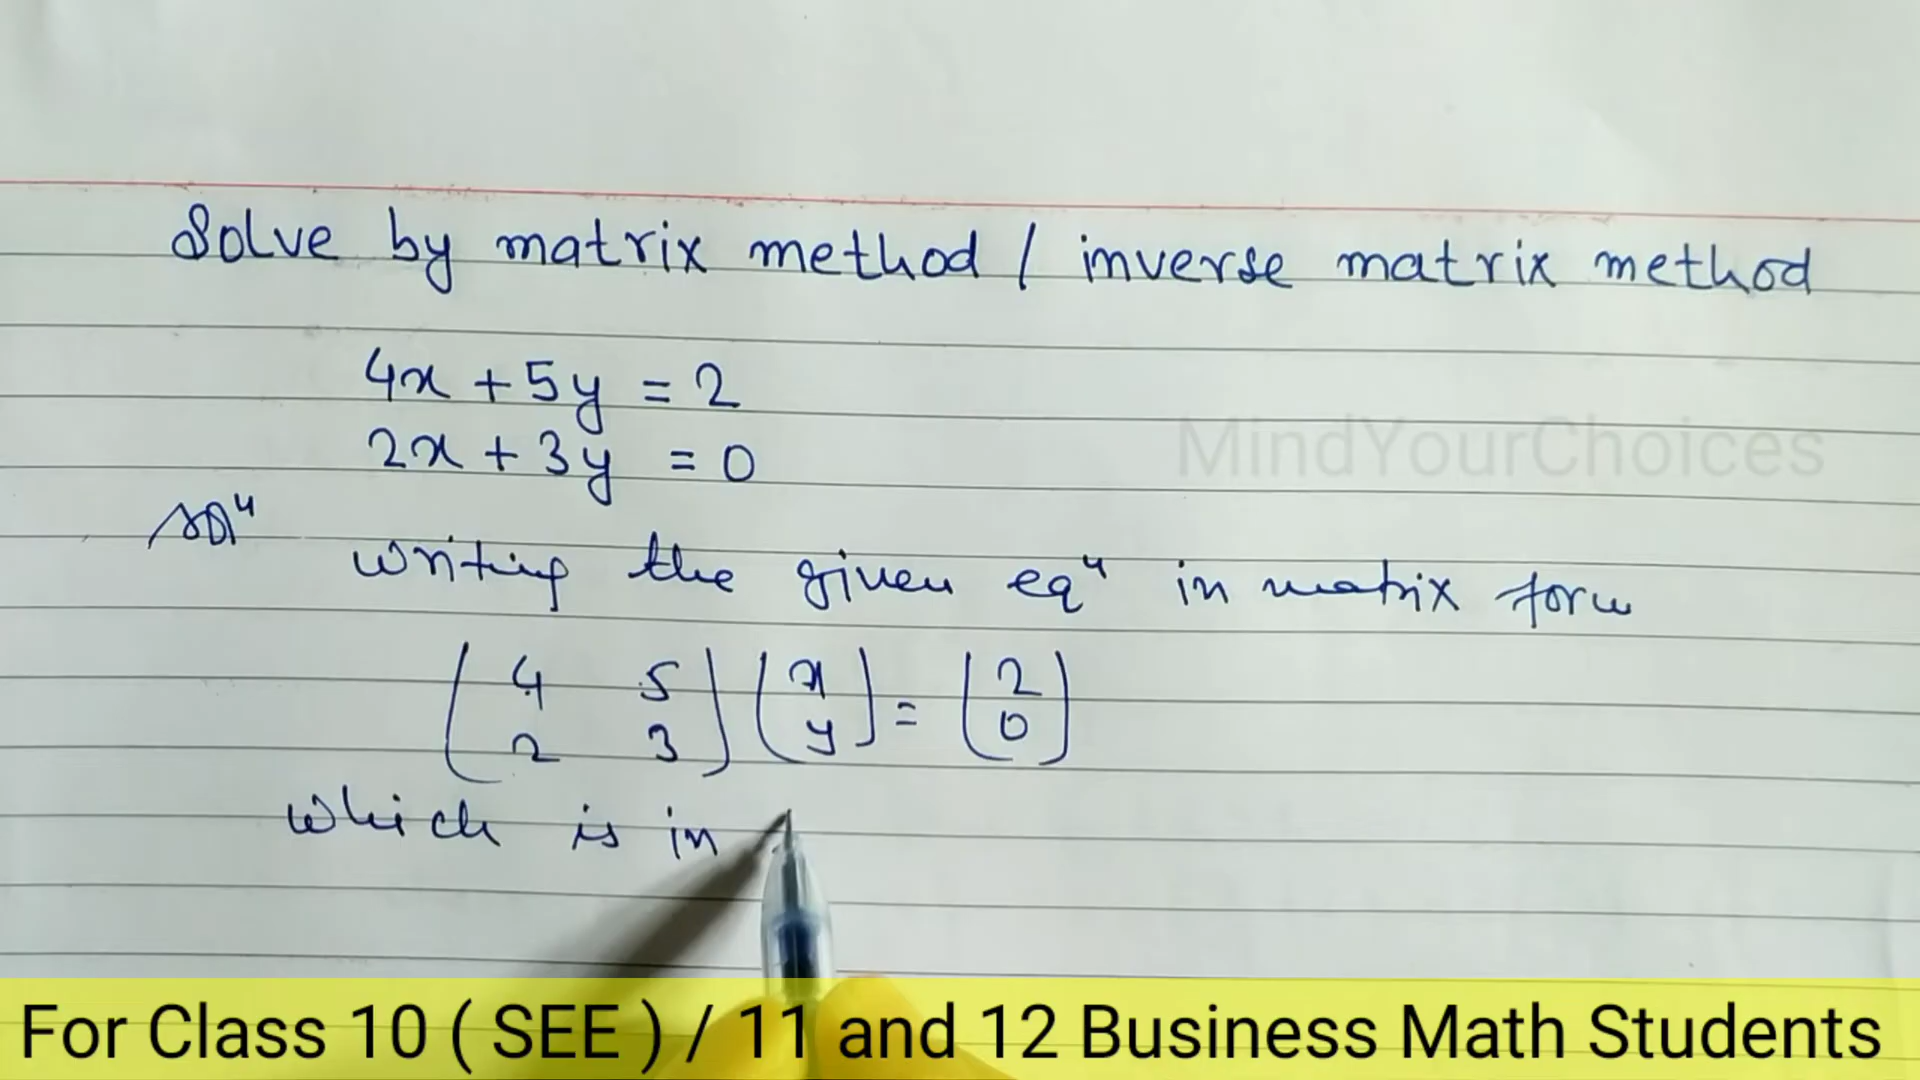 Solve by matrix method / inverse matrix method
4x + 5y = 2
MindYourChoices
2x + 3y = 0
solⁿ
writing the given eqⁿ in matrix form
( 4 5 ) ( x ) = ( 2 )
( 2 3 ) ( y ) ( 0 )
which is in
For Class 10 ( SEE ) / 11 and 12 Business Math Students